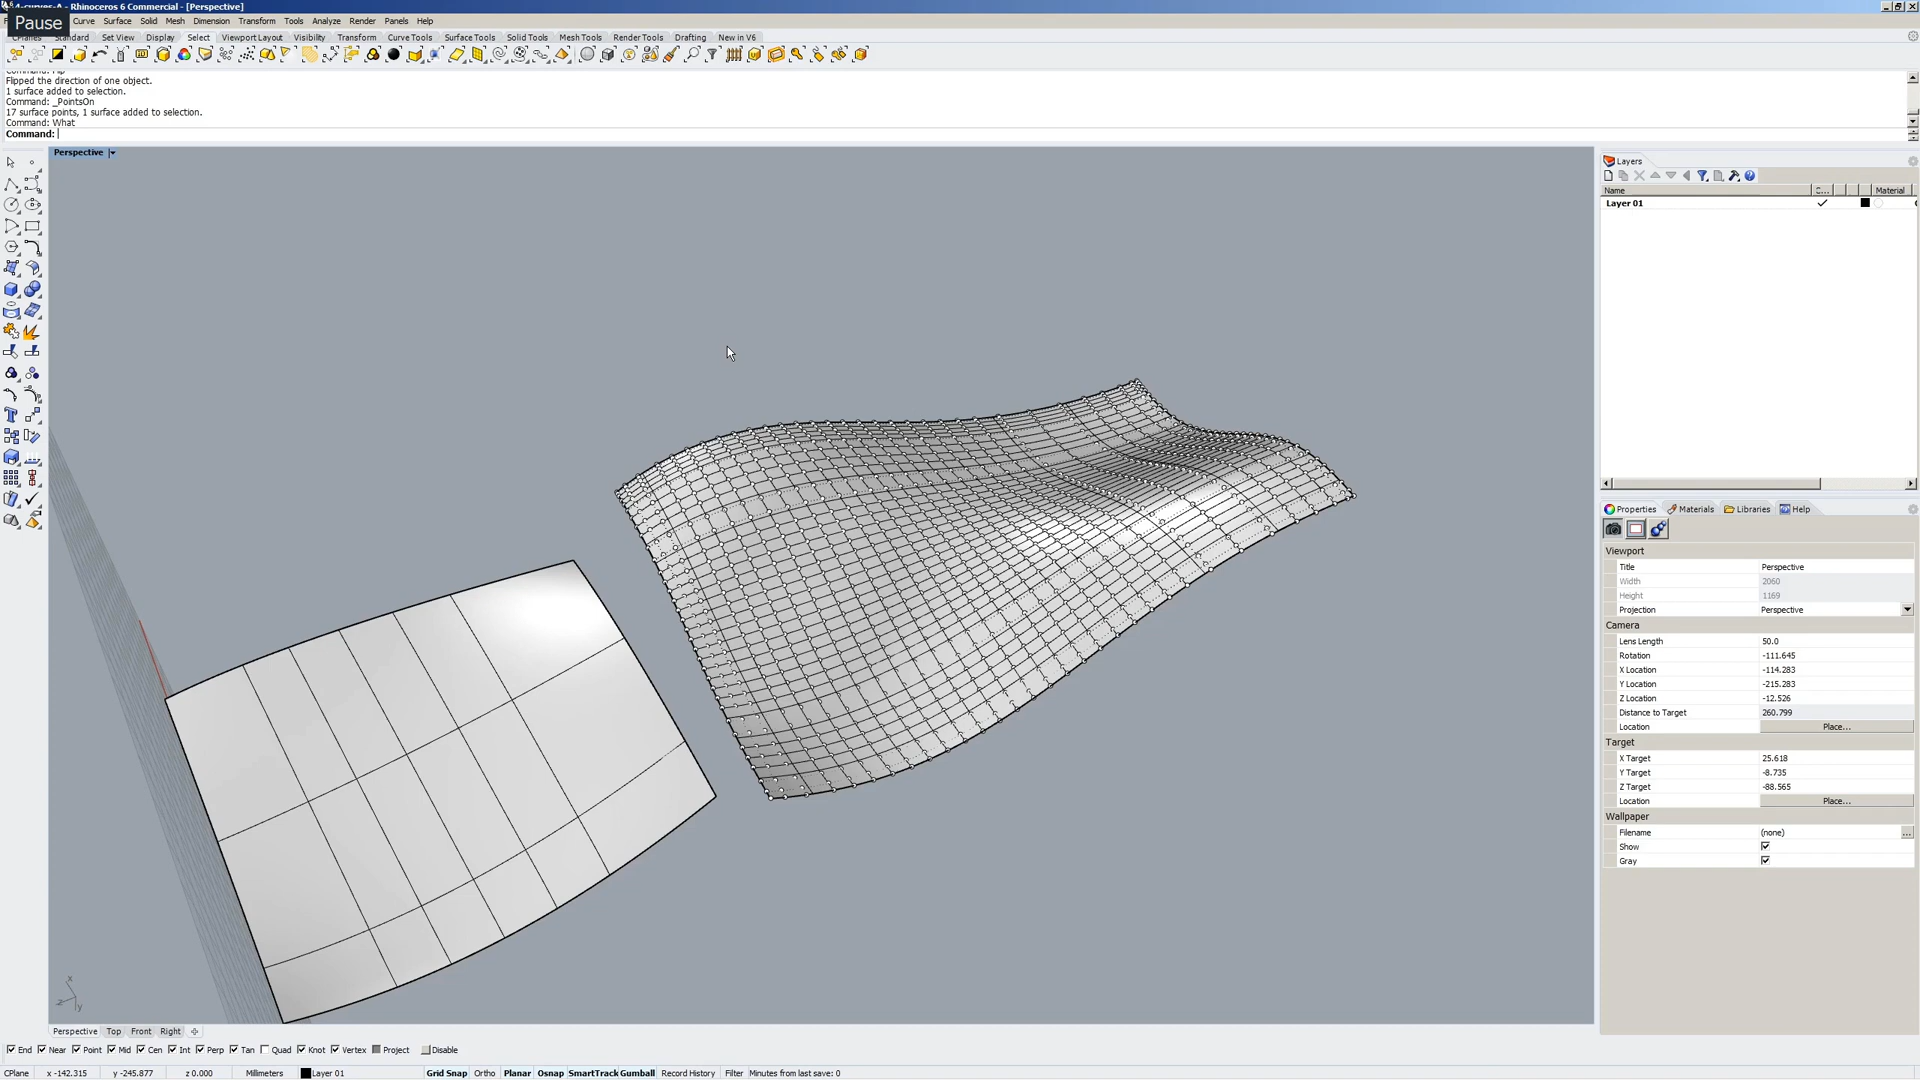 4-curves-A - Rhinoceros 6 Commercial - [Perspective]
Pause
Curve Surface Solid Mesh Dimension Transform Tools Analyze Render Panels Help
Standard Set View Display Select Viewport Layout Visibility Transform Curve Tools Surface Tools Solid Tools Mesh Tools Render Tools Drafting New in V6
Flipped the direction of one object.
1 surface added to selection.
Command: _PointsOn
17 surface points, 1 surface added to selection.
Command: What
Command:
Perspective
Layers
Name C... Material
Layer 01
Properties Materials Libraries Help
Viewport
Title Perspective
Width 2060
Height 1169
Projection Perspective
Camera
Lens Length 50.0
Rotation -111.645
X Location -114.283
Y Location -215.283
Z Location -12.526
Distance to Target 260.799
Location Place...
Target
X Target 25.618
Y Target -8.735
Z Target -88.565
Location Place...
Wallpaper
Filename (none) ...
Show
Gray
x
z y
Perspective Top Front Right
End Near Point Mid Cen Int Perp Tan Quad Knot Vertex Project Disable
CPlane x -142.315 y -245.877 z 0.000 Millimeters Layer 01 Grid Snap Ortho Planar Osnap SmartTrack Gumball Record History Filter Minutes from last save: 0